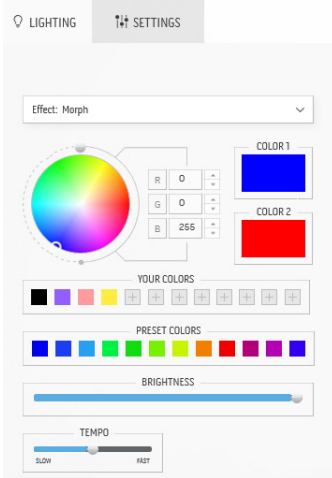 LIGHTING
SETTINGS
Effect: Morph
COLOR 1
R 0
G 0
B 255
COLOR 2
YOUR COLORS
PRESET COLORS
BRIGHTNESS
TEMPO
SLOW FAST